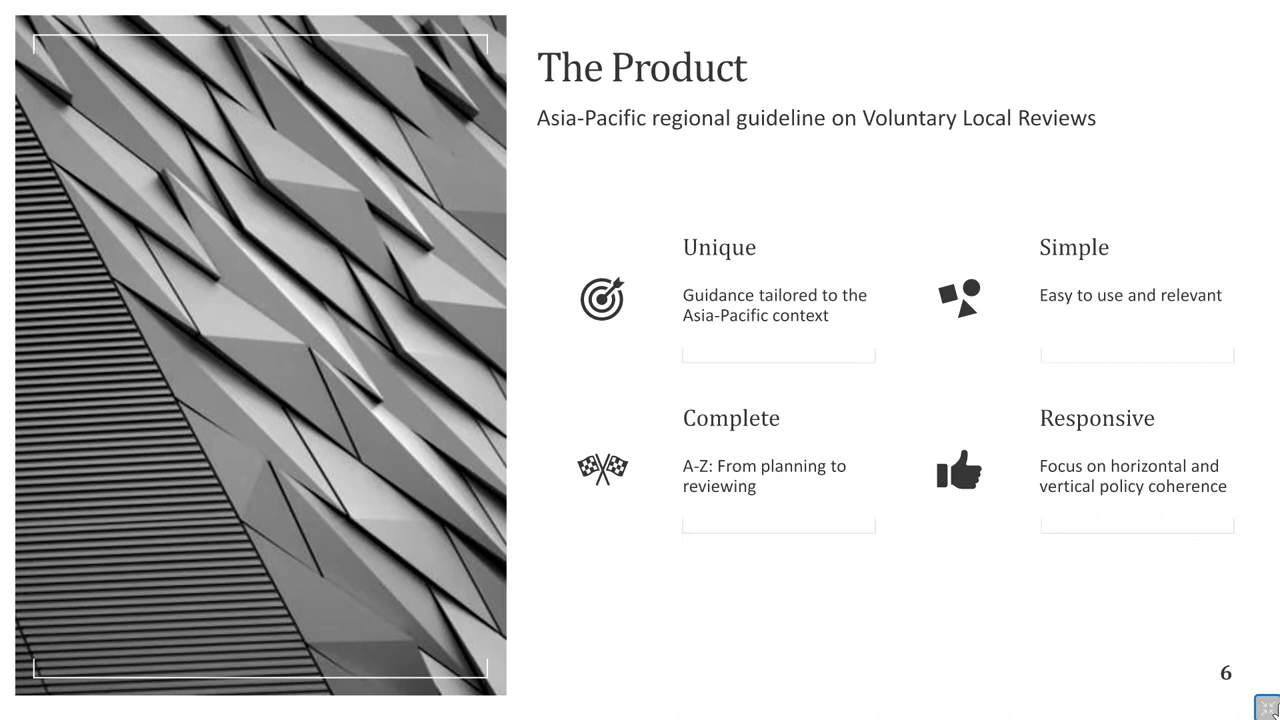 The Product
Asia-Pacific regional guideline on Voluntary Local Reviews
Unique
Guidance tailored to the
Asia-Pacific context
Simple
Easy to use and relevant
Complete
A-Z: From planning to
reviewing
Responsive
Focus on horizontal and
vertical policy coherence
6